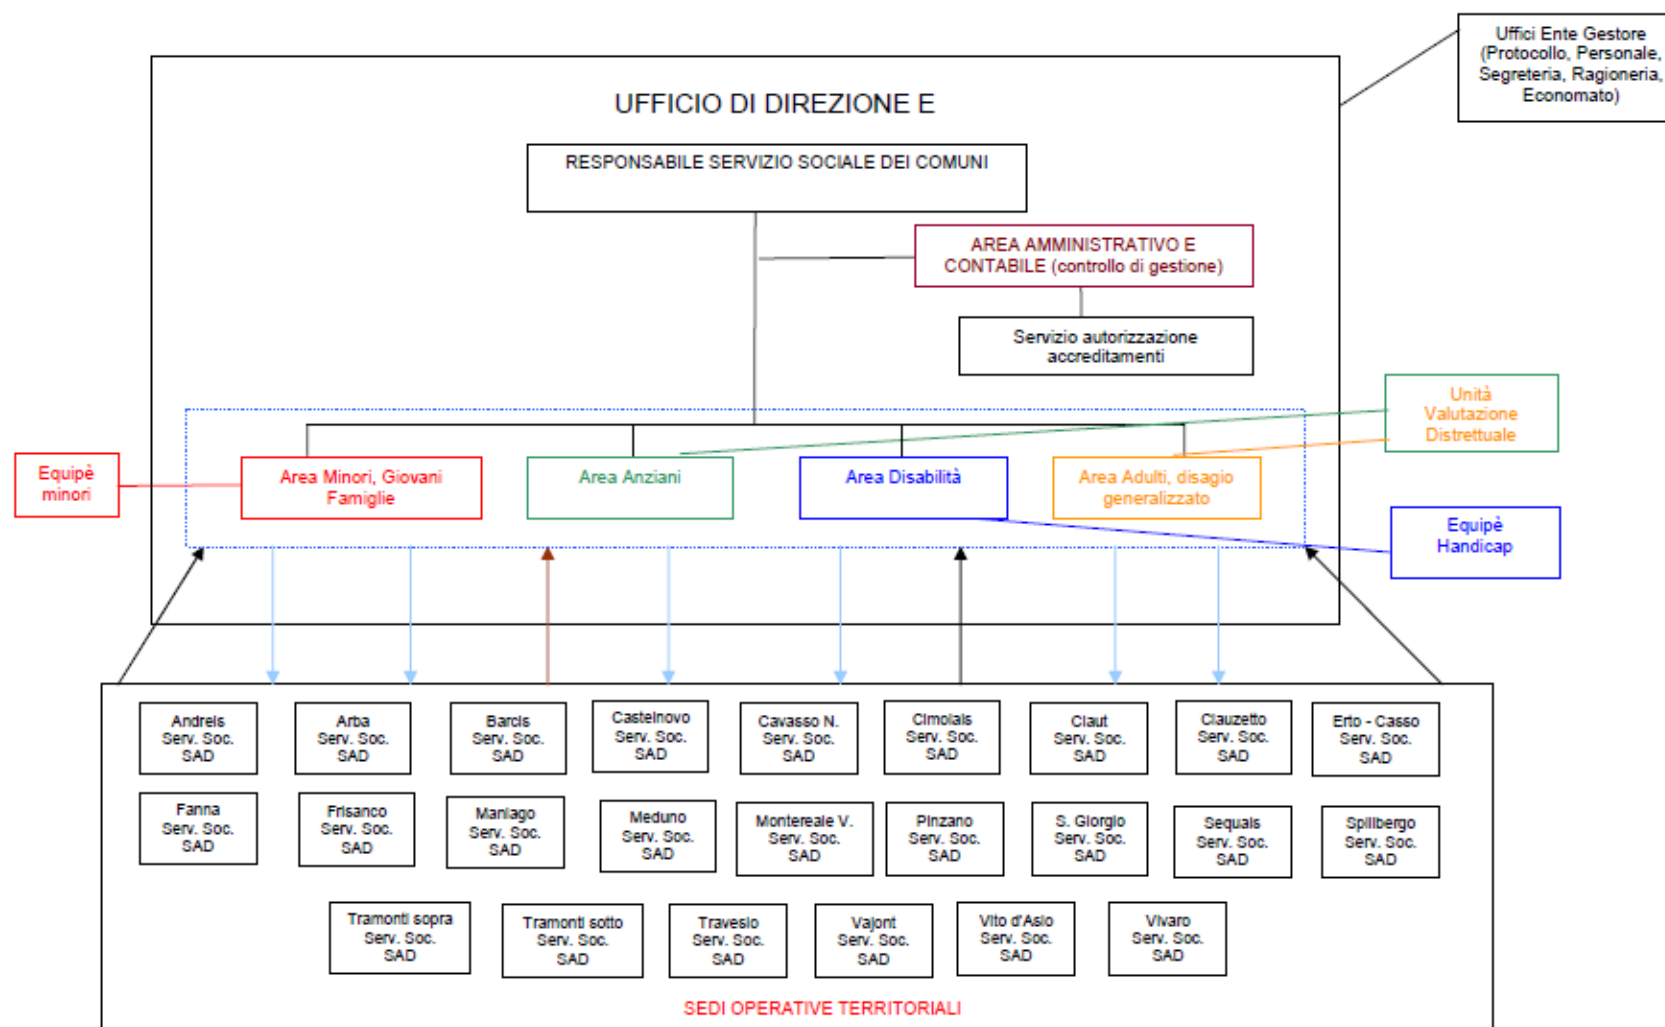 Uffici Ente Gestore
(Protocollo, Personale,
Segreteria, Ragioneria,
Economato)
UFFICIO DI DIREZIONE E
RESPONSABILE SERVIZIO SOCIALE DEI COMUNI
AREA AMMINISTRATIVO E
CONTABILE (controllo di gestione)
Servizio autorizzazione
accreditamenti
Unità
Valutazione
Distrettuale
Equipè
minori
Area Minori, Giovani
Famiglie
Area Anziani
Area Disabilità
Area Adulti, disagio
generalizzato
Equipè
Handicap
Andreis
Serv. Soc.
SAD
Arba
Serv. Soc.
SAD
Barcis
Serv. Soc.
SAD
Castelnovo
Serv. Soc.
SAD
Cavasso N.
Serv. Soc.
SAD
Cimolais
Serv. Soc.
SAD
Claut
Serv. Soc.
SAD
Clauzetto
Serv. Soc.
SAD
Erto - Casso
Serv. Soc.
SAD
Fanna
Serv. Soc.
SAD
Frisanco
Serv. Soc.
SAD
Maniago
Serv. Soc.
SAD
Meduno
Serv. Soc.
SAD
Montereale V.
Serv. Soc.
SAD
Pinzano
Serv. Soc.
SAD
S. Giorgio
Serv. Soc.
SAD
Sequals
Serv. Soc.
SAD
Spilibergo
Serv. Soc.
SAD
Tramonti sopra
Serv. Soc.
SAD
Tramonti sotto
Serv. Soc.
SAD
Travesio
Serv. Soc.
SAD
Vajont
Serv. Soc.
SAD
Vito d'Asio
Serv. Soc.
SAD
Vivaro
Serv. Soc.
SAD
SEDI OPERATIVE TERRITORIALI